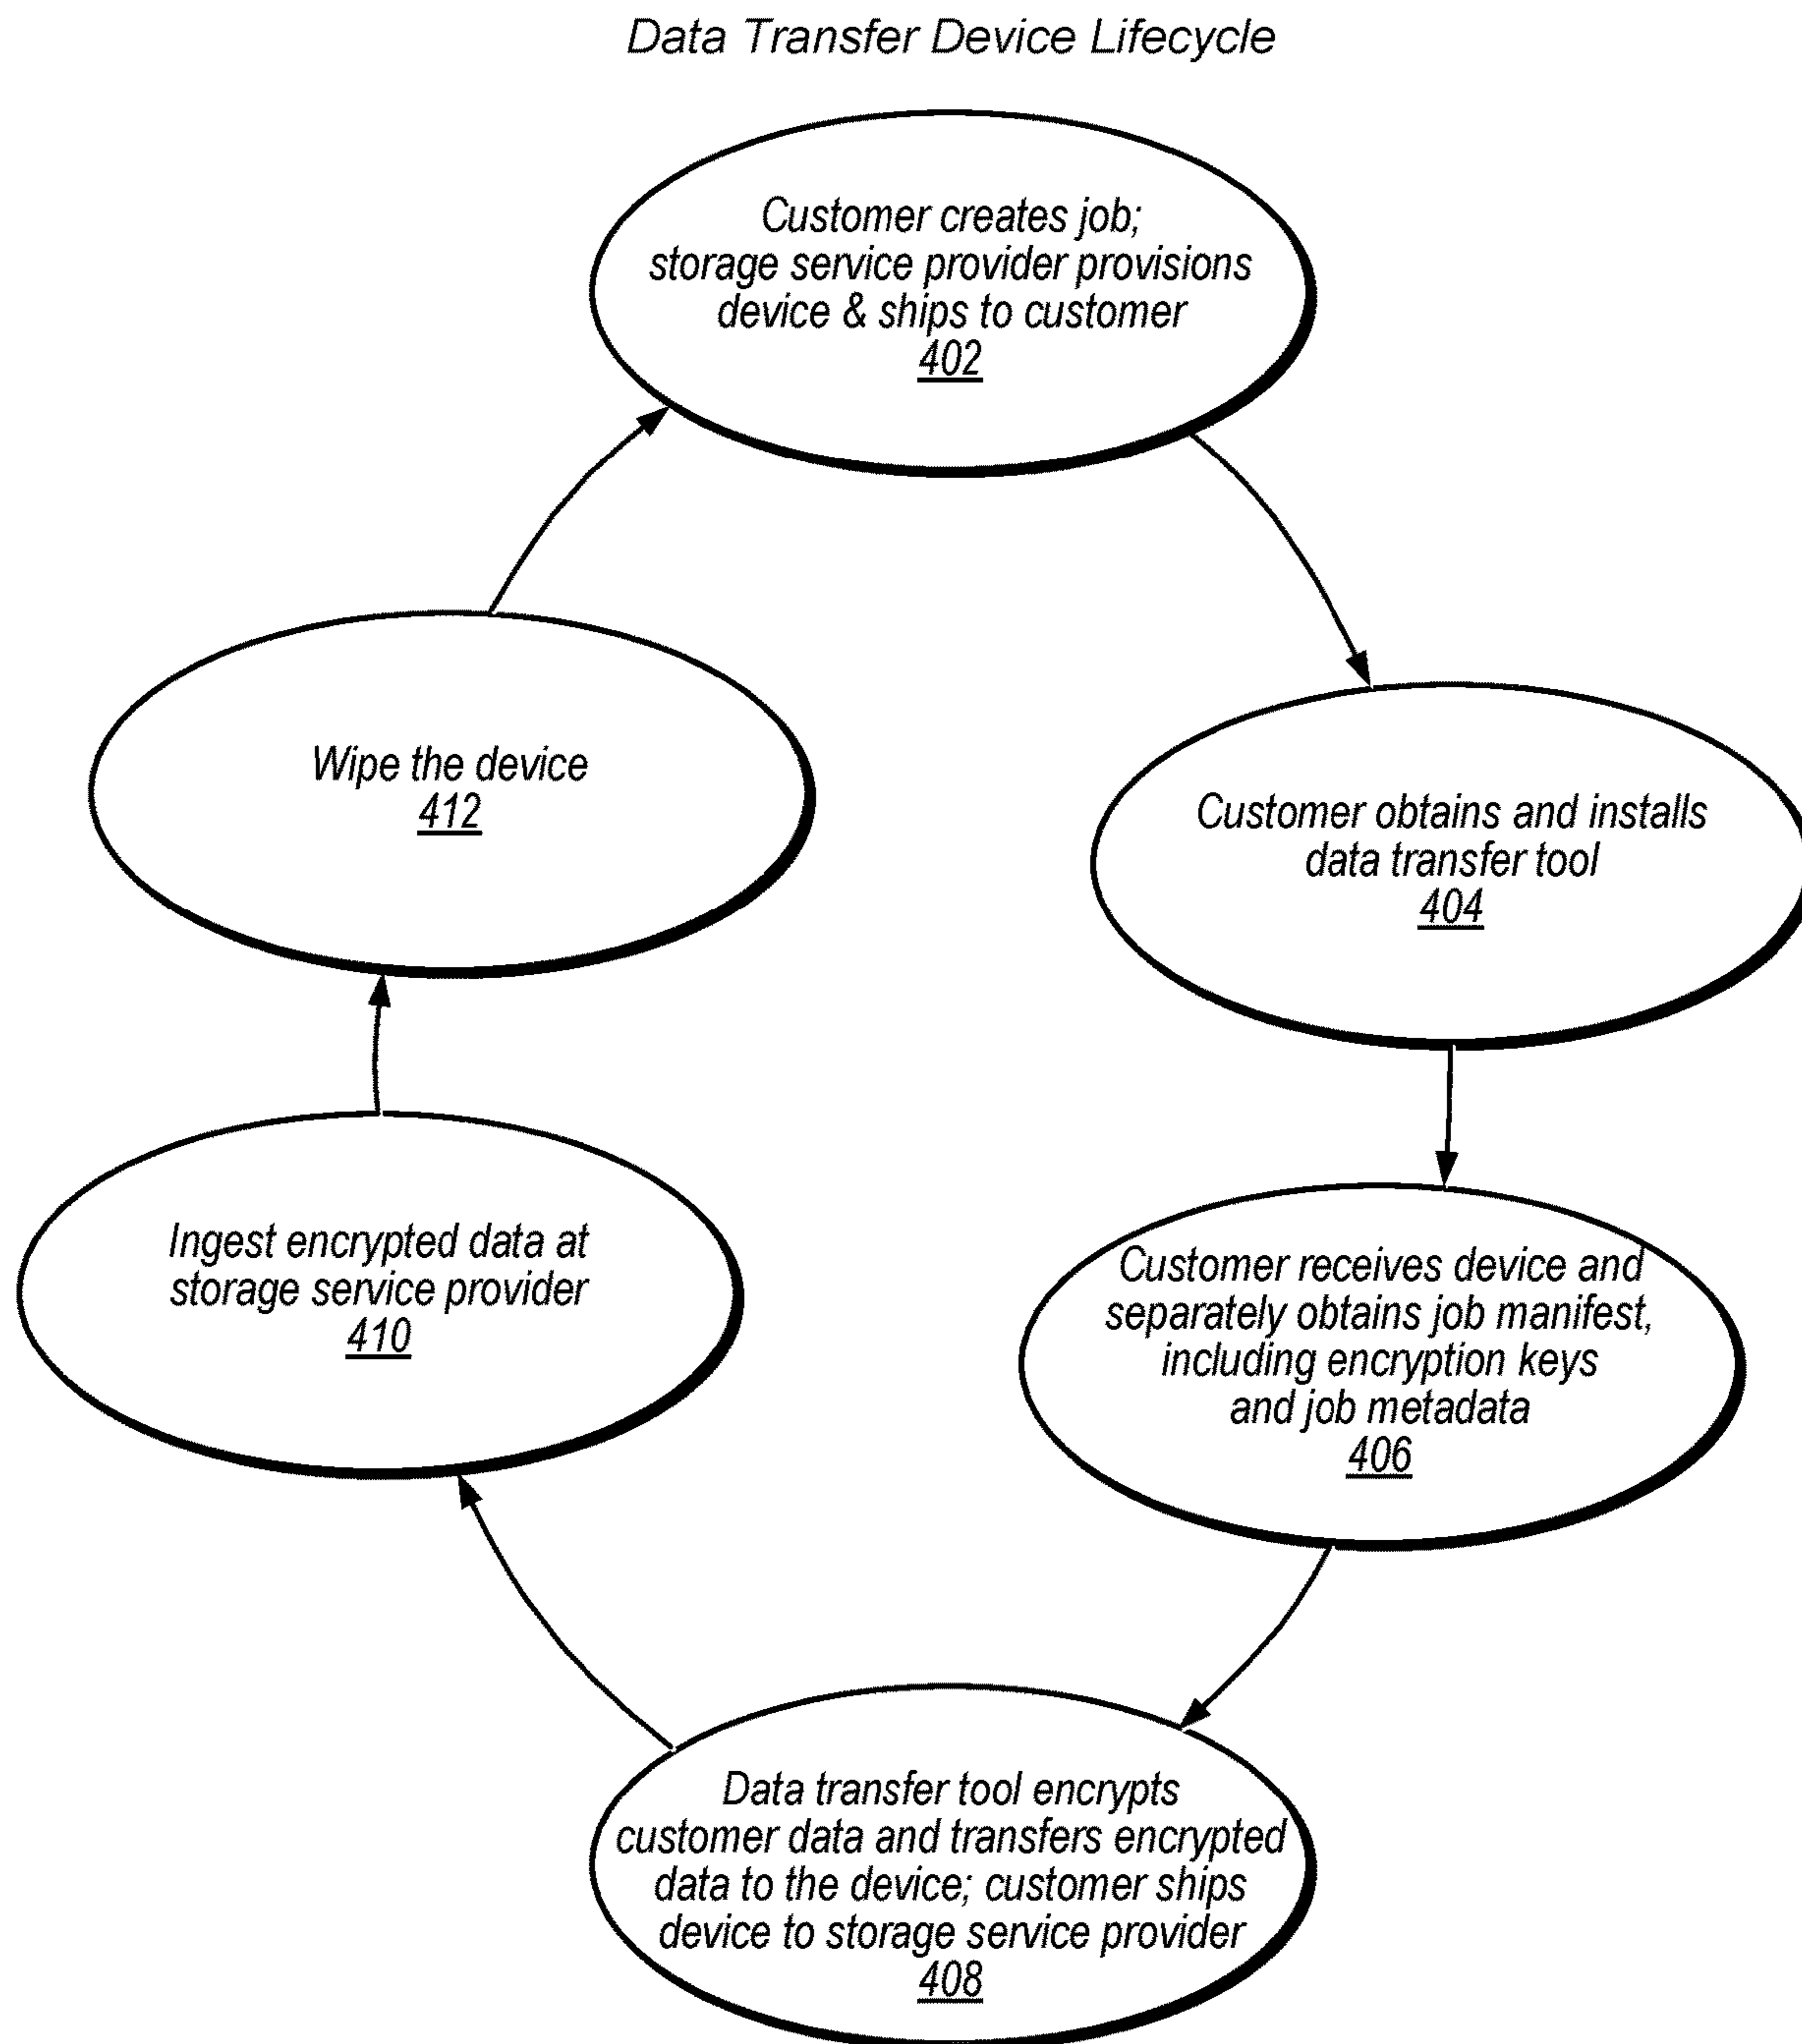 Data Transfer Device Lifecycle
Customer creates job;
storage service provider provisions
device & ships to customer
402
Wipe the device
412
Customer obtains and installs
data transfer tool
404
Ingest encrypted data at
storage service provider
410
Customer receives device and
separately obtains job manifest,
including encryption keys
and job metadata
406
Data transfer tool encrypts
customer data and transfers encrypted
data to the device; customer ships
device to storage service provider
408